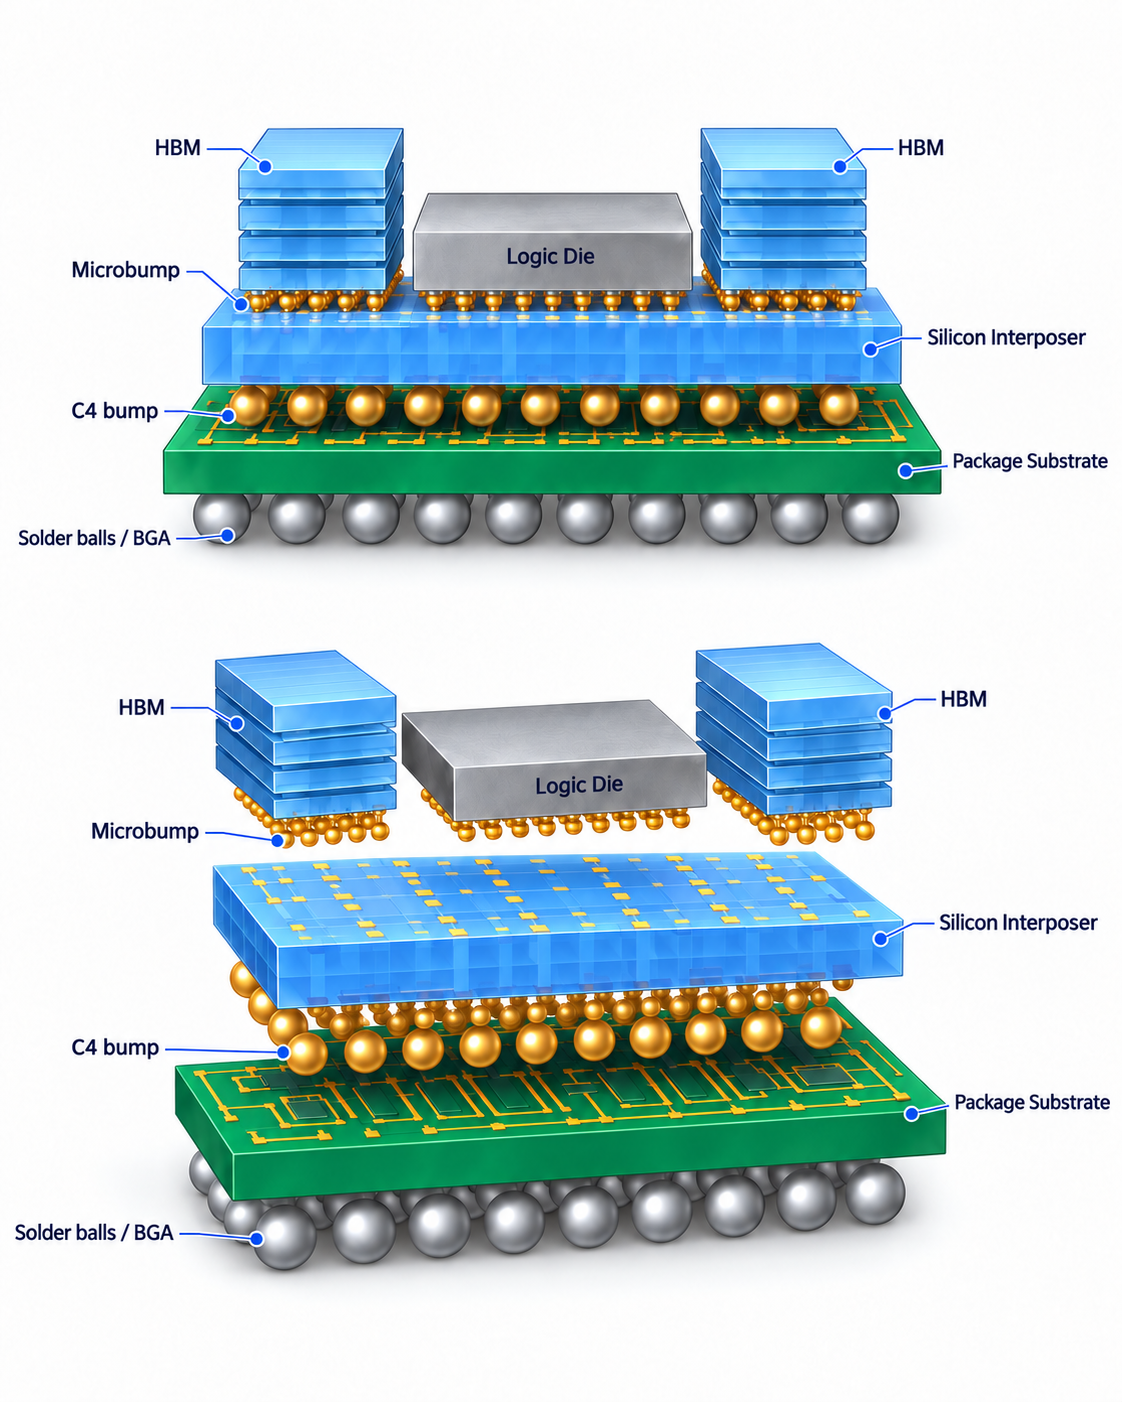 HBM
HBM
Logic Die
Microbump
Silicon Interposer
C4 bump
Package Substrate
Solder balls / BGA
HBM
HBM
Logic Die
Microbump
Silicon Interposer
C4 bump
Package Substrate
Solder balls / BGA